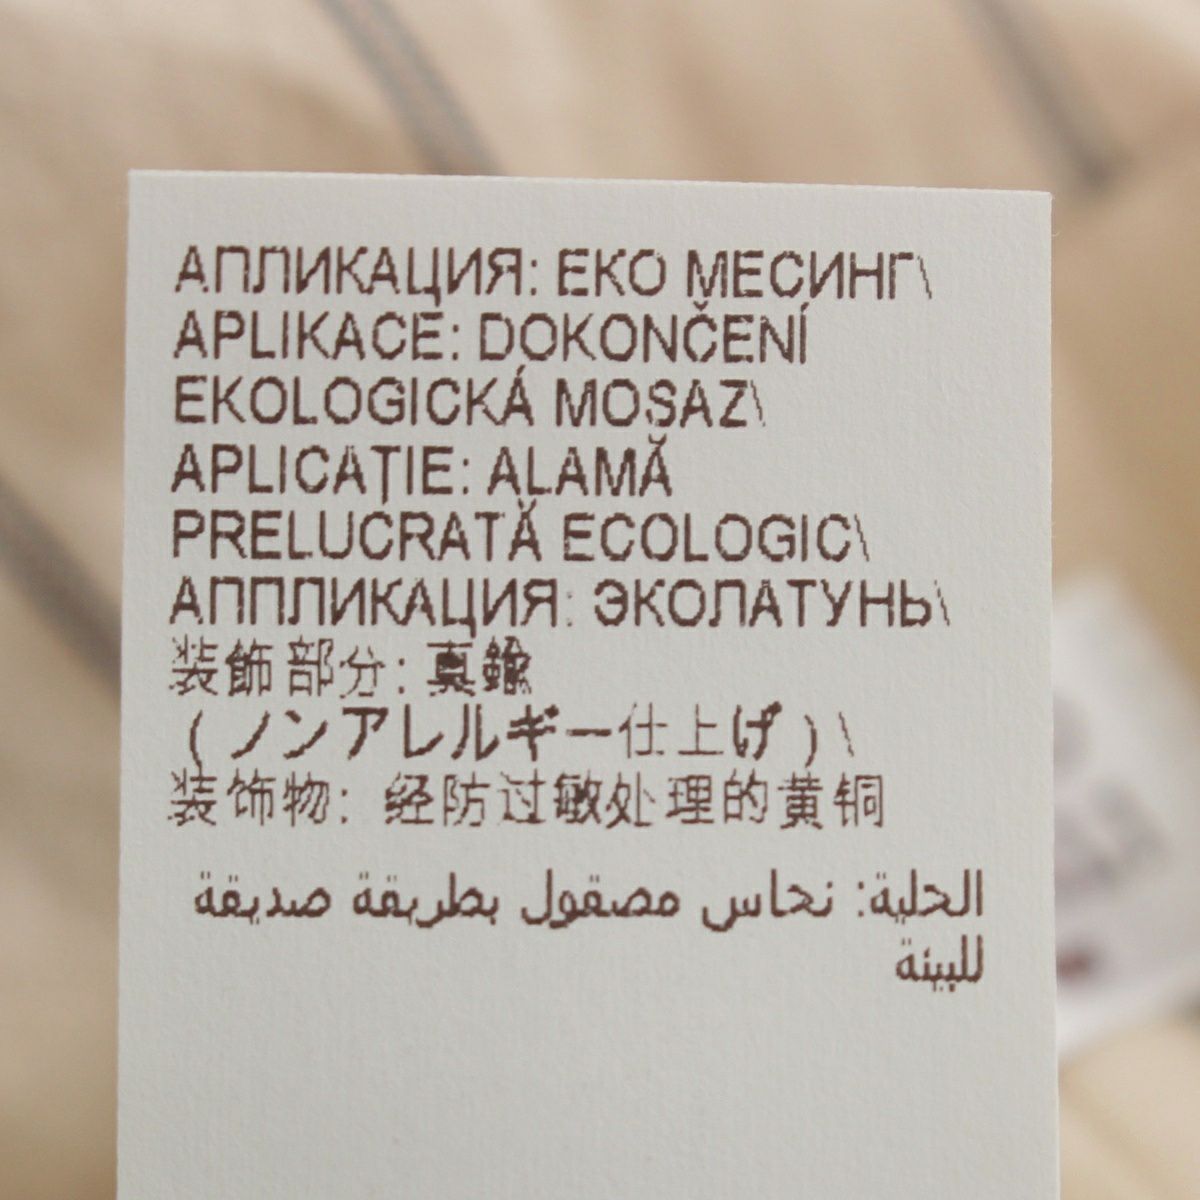 АПЛИКАЦИЯ: ЕКО МЕСИНГ\
APLIKACE: DOKONČENÍ
EKOLOGICKÁ MOSAZ\
APLICAŢIE: ALAMĂ
PRELUCRATĂ ECOLOGIC\
АППЛИКАЦИЯ: ЭКОЛАТУНЬ\
装飾部分: 真鍮
(ノンアレルギー仕上げ)\
装饰物: 经防过敏处理的黄铜
الحلية: نحاس مصقول بطريقة صديقة
للبيئة